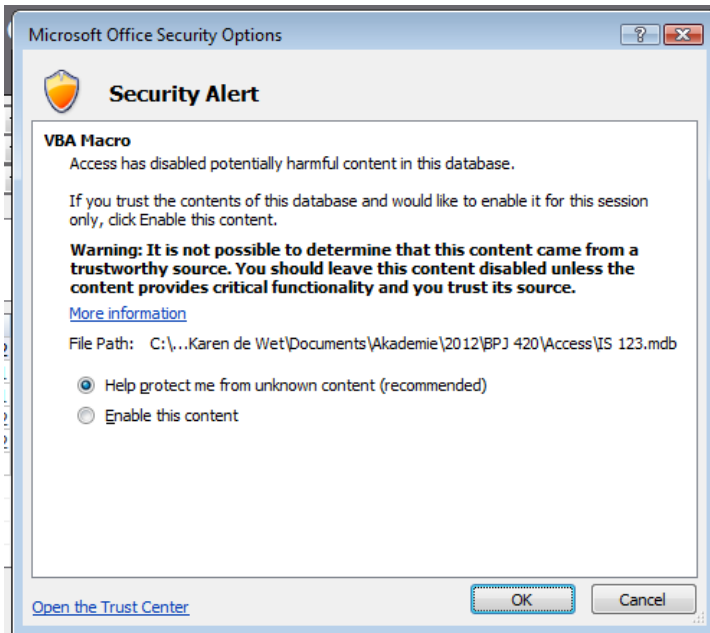 Microsoft Office Security Options
?
Security Alert
VBA Macro
Access has disabled potentially harmful content in this database.
If you trust the contents of this database and would like to enable it for this session
only, click Enable this content.
Warning: It is not possible to determine that this content came from a
trustworthy source. You should leave this content disabled unless the
content provides critical functionality and you trust its source.
More information
File Path: C:\...Karen de Wet\Documents\Akademie\2012\BPJ 420\Access\IS 123.mdb
Help protect me from unknown content (recommended)
Enable this content
Open the Trust Center
OK
Cancel